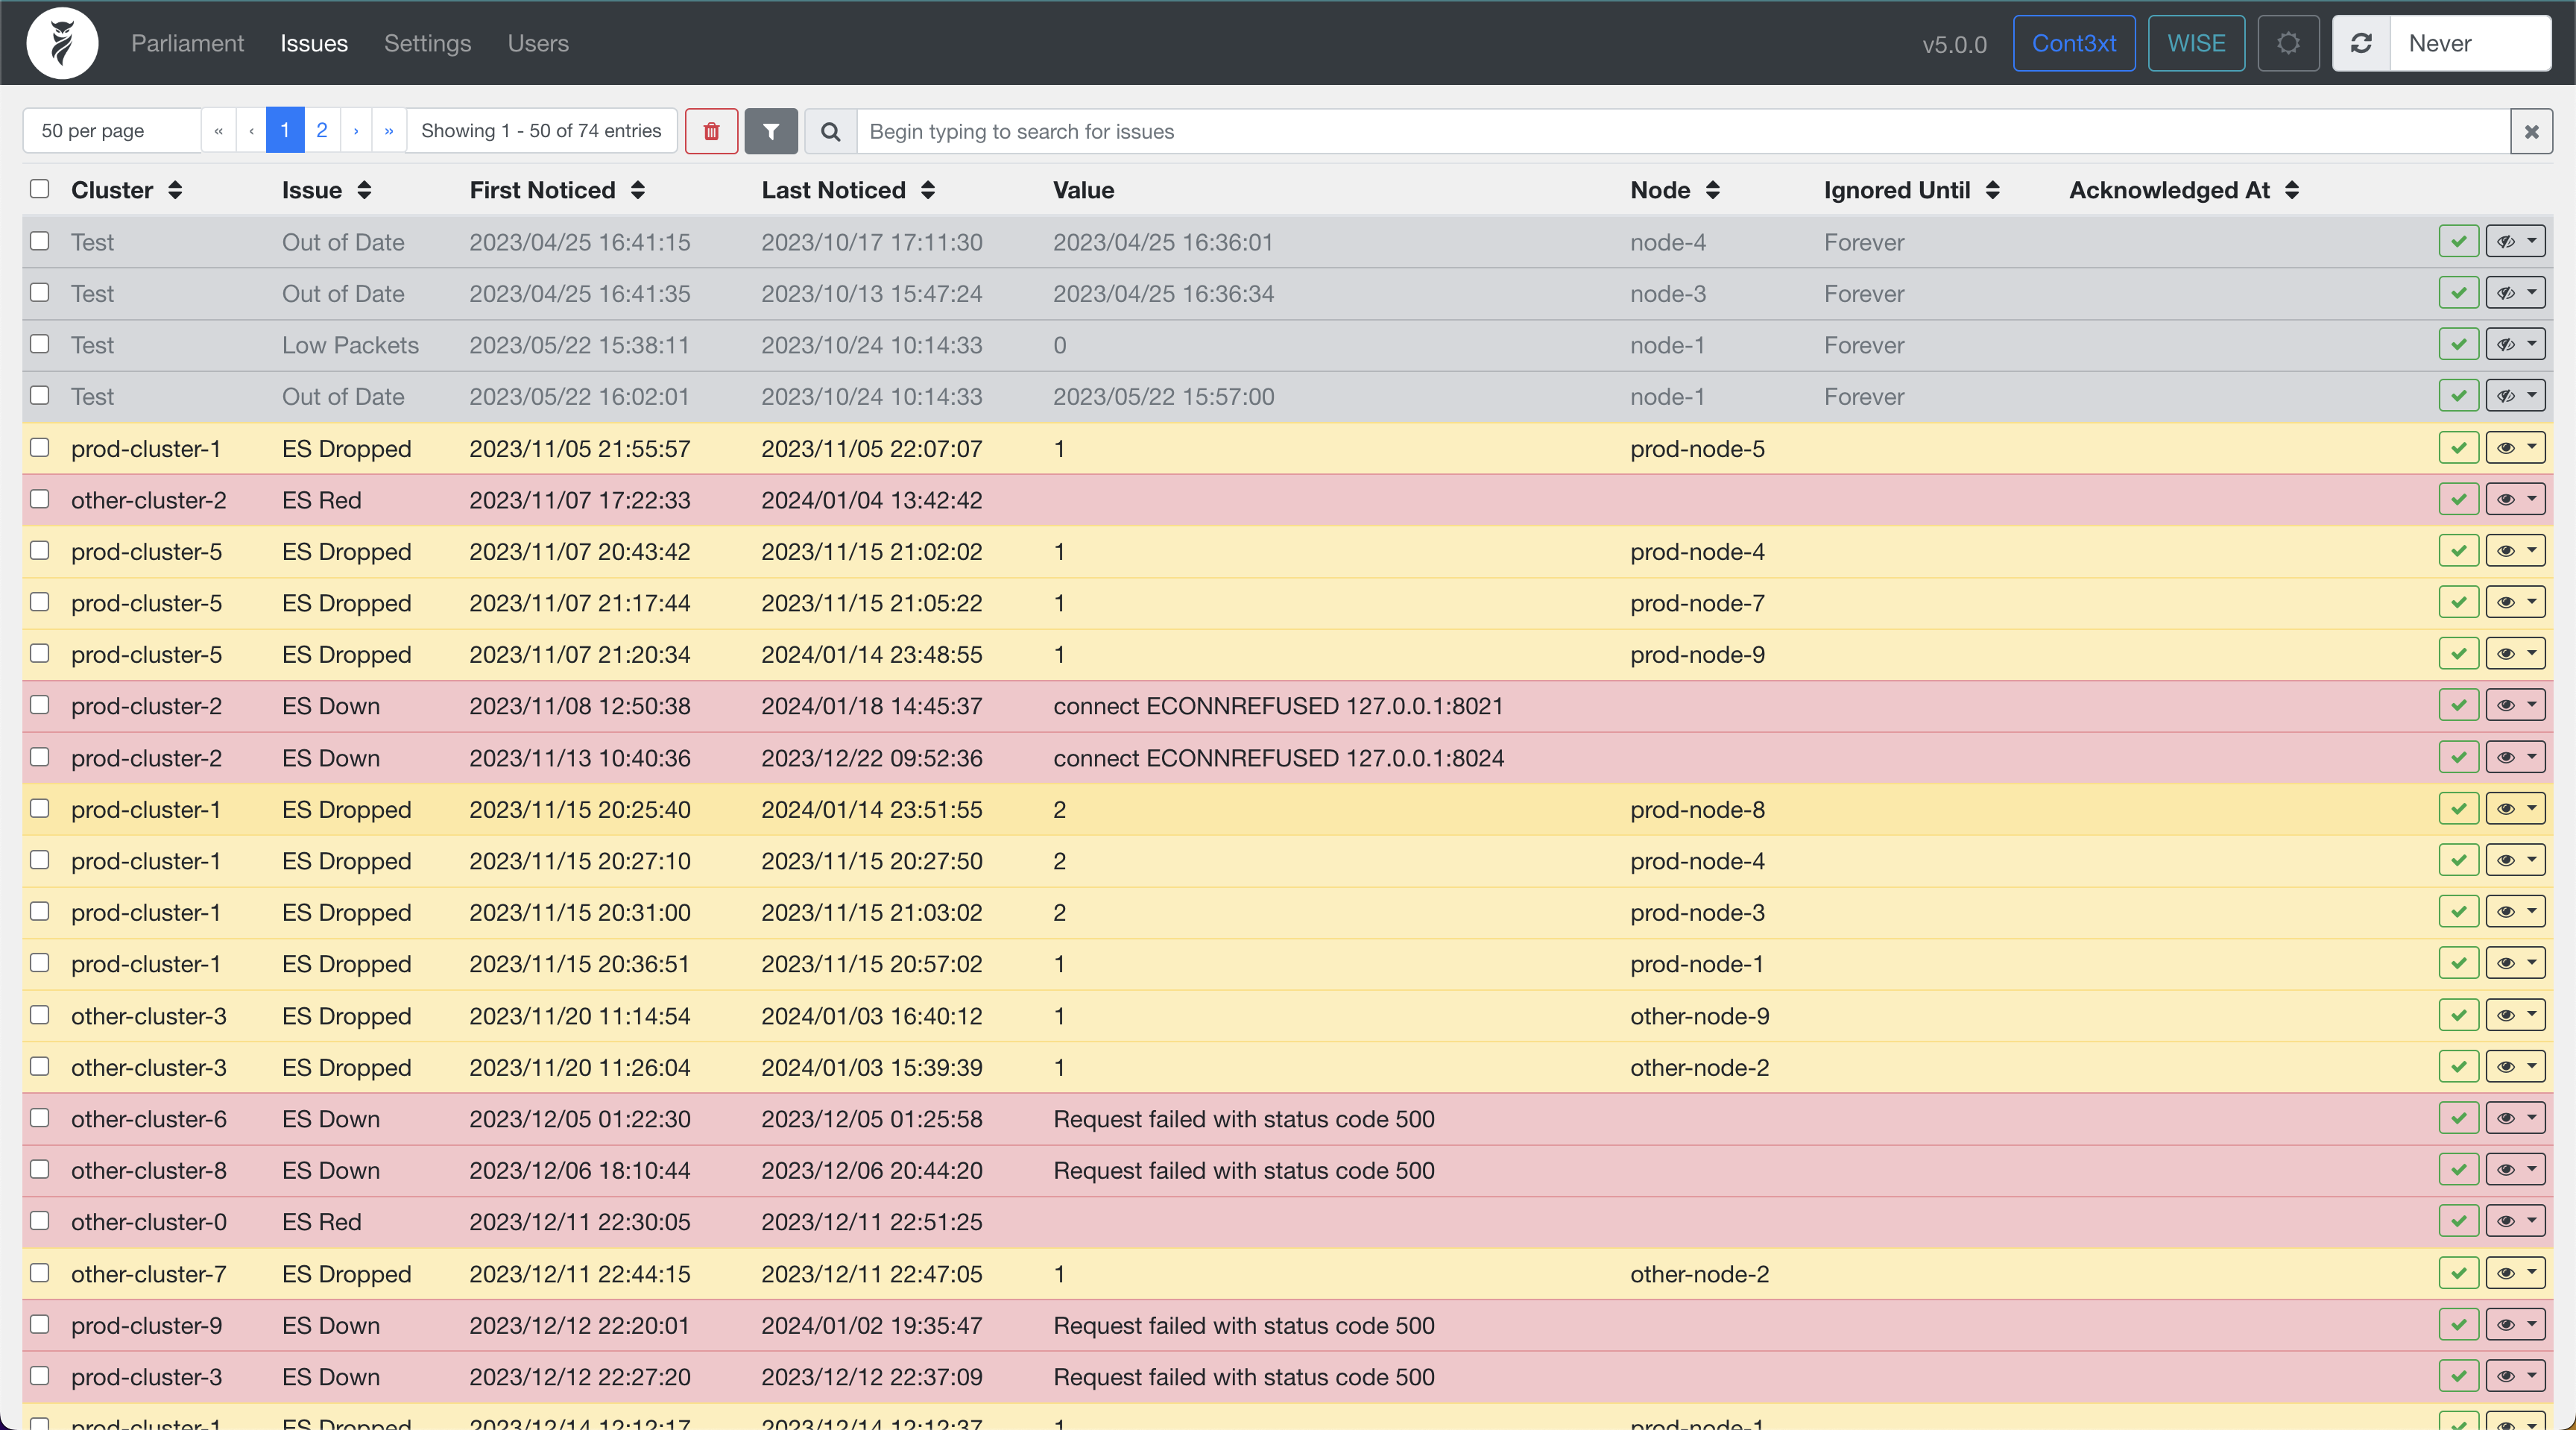 Parliament Issues Settings Users v5.0.0 Cont3xt WISE Never
50 per page « ‹ 1 2 › » Showing 1 - 50 of 74 entries Begin typing to search for issues
Cluster Issue First Noticed Last Noticed Value Node Ignored Until Acknowledged At
Test Out of Date 2023/04/25 16:41:15 2023/10/17 17:11:30 2023/04/25 16:36:01 node-4 Forever
Test Out of Date 2023/04/25 16:41:35 2023/10/13 15:47:24 2023/04/25 16:36:34 node-3 Forever
Test Low Packets 2023/05/22 15:38:11 2023/10/24 10:14:33 0 node-1 Forever
Test Out of Date 2023/05/22 16:02:01 2023/10/24 10:14:33 2023/05/22 15:57:00 node-1 Forever
prod-cluster-1 ES Dropped 2023/11/05 21:55:57 2023/11/05 22:07:07 1 prod-node-5
other-cluster-2 ES Red 2023/11/07 17:22:33 2024/01/04 13:42:42
prod-cluster-5 ES Dropped 2023/11/07 20:43:42 2023/11/15 21:02:02 1 prod-node-4
prod-cluster-5 ES Dropped 2023/11/07 21:17:44 2023/11/15 21:05:22 1 prod-node-7
prod-cluster-5 ES Dropped 2023/11/07 21:20:34 2024/01/14 23:48:55 1 prod-node-9
prod-cluster-2 ES Down 2023/11/08 12:50:38 2024/01/18 14:45:37 connect ECONNREFUSED 127.0.0.1:8021
prod-cluster-2 ES Down 2023/11/13 10:40:36 2023/12/22 09:52:36 connect ECONNREFUSED 127.0.0.1:8024
prod-cluster-1 ES Dropped 2023/11/15 20:25:40 2024/01/14 23:51:55 2 prod-node-8
prod-cluster-1 ES Dropped 2023/11/15 20:27:10 2023/11/15 20:27:50 2 prod-node-4
prod-cluster-1 ES Dropped 2023/11/15 20:31:00 2023/11/15 21:03:02 2 prod-node-3
prod-cluster-1 ES Dropped 2023/11/15 20:36:51 2023/11/15 20:57:02 1 prod-node-1
other-cluster-3 ES Dropped 2023/11/20 11:14:54 2024/01/03 16:40:12 1 other-node-9
other-cluster-3 ES Dropped 2023/11/20 11:26:04 2024/01/03 15:39:39 1 other-node-2
other-cluster-6 ES Down 2023/12/05 01:22:30 2023/12/05 01:25:58 Request failed with status code 500
other-cluster-8 ES Down 2023/12/06 18:10:44 2023/12/06 20:44:20 Request failed with status code 500
other-cluster-0 ES Red 2023/12/11 22:30:05 2023/12/11 22:51:25
other-cluster-7 ES Dropped 2023/12/11 22:44:15 2023/12/11 22:47:05 1 other-node-2
prod-cluster-9 ES Down 2023/12/12 22:20:01 2024/01/02 19:35:47 Request failed with status code 500
prod-cluster-3 ES Down 2023/12/12 22:27:20 2023/12/12 22:37:09 Request failed with status code 500
prod-cluster-1 ES Dropped 2023/12/14 12:12:17 2023/12/14 12:12:37 1 prod-node-1